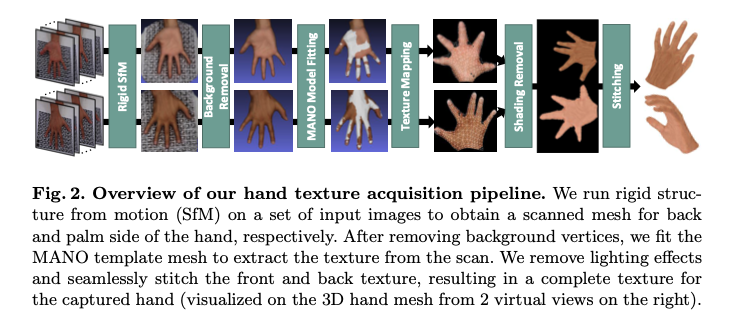 Rigid SfM
Background
Removal
MANO Model Fitting
Texture Mapping
Shading Removal
Stitching
Fig. 2. Overview of our hand texture acquisition pipeline. We run rigid struc-
ture from motion (SfM) on a set of input images to obtain a scanned mesh for back
and palm side of the hand, respectively. After removing background vertices, we fit the
MANO template mesh to extract the texture from the scan. We remove lighting effects
and seamlessly stitch the front and back texture, resulting in a complete texture for
the captured hand (visualized on the 3D hand mesh from 2 virtual views on the right).